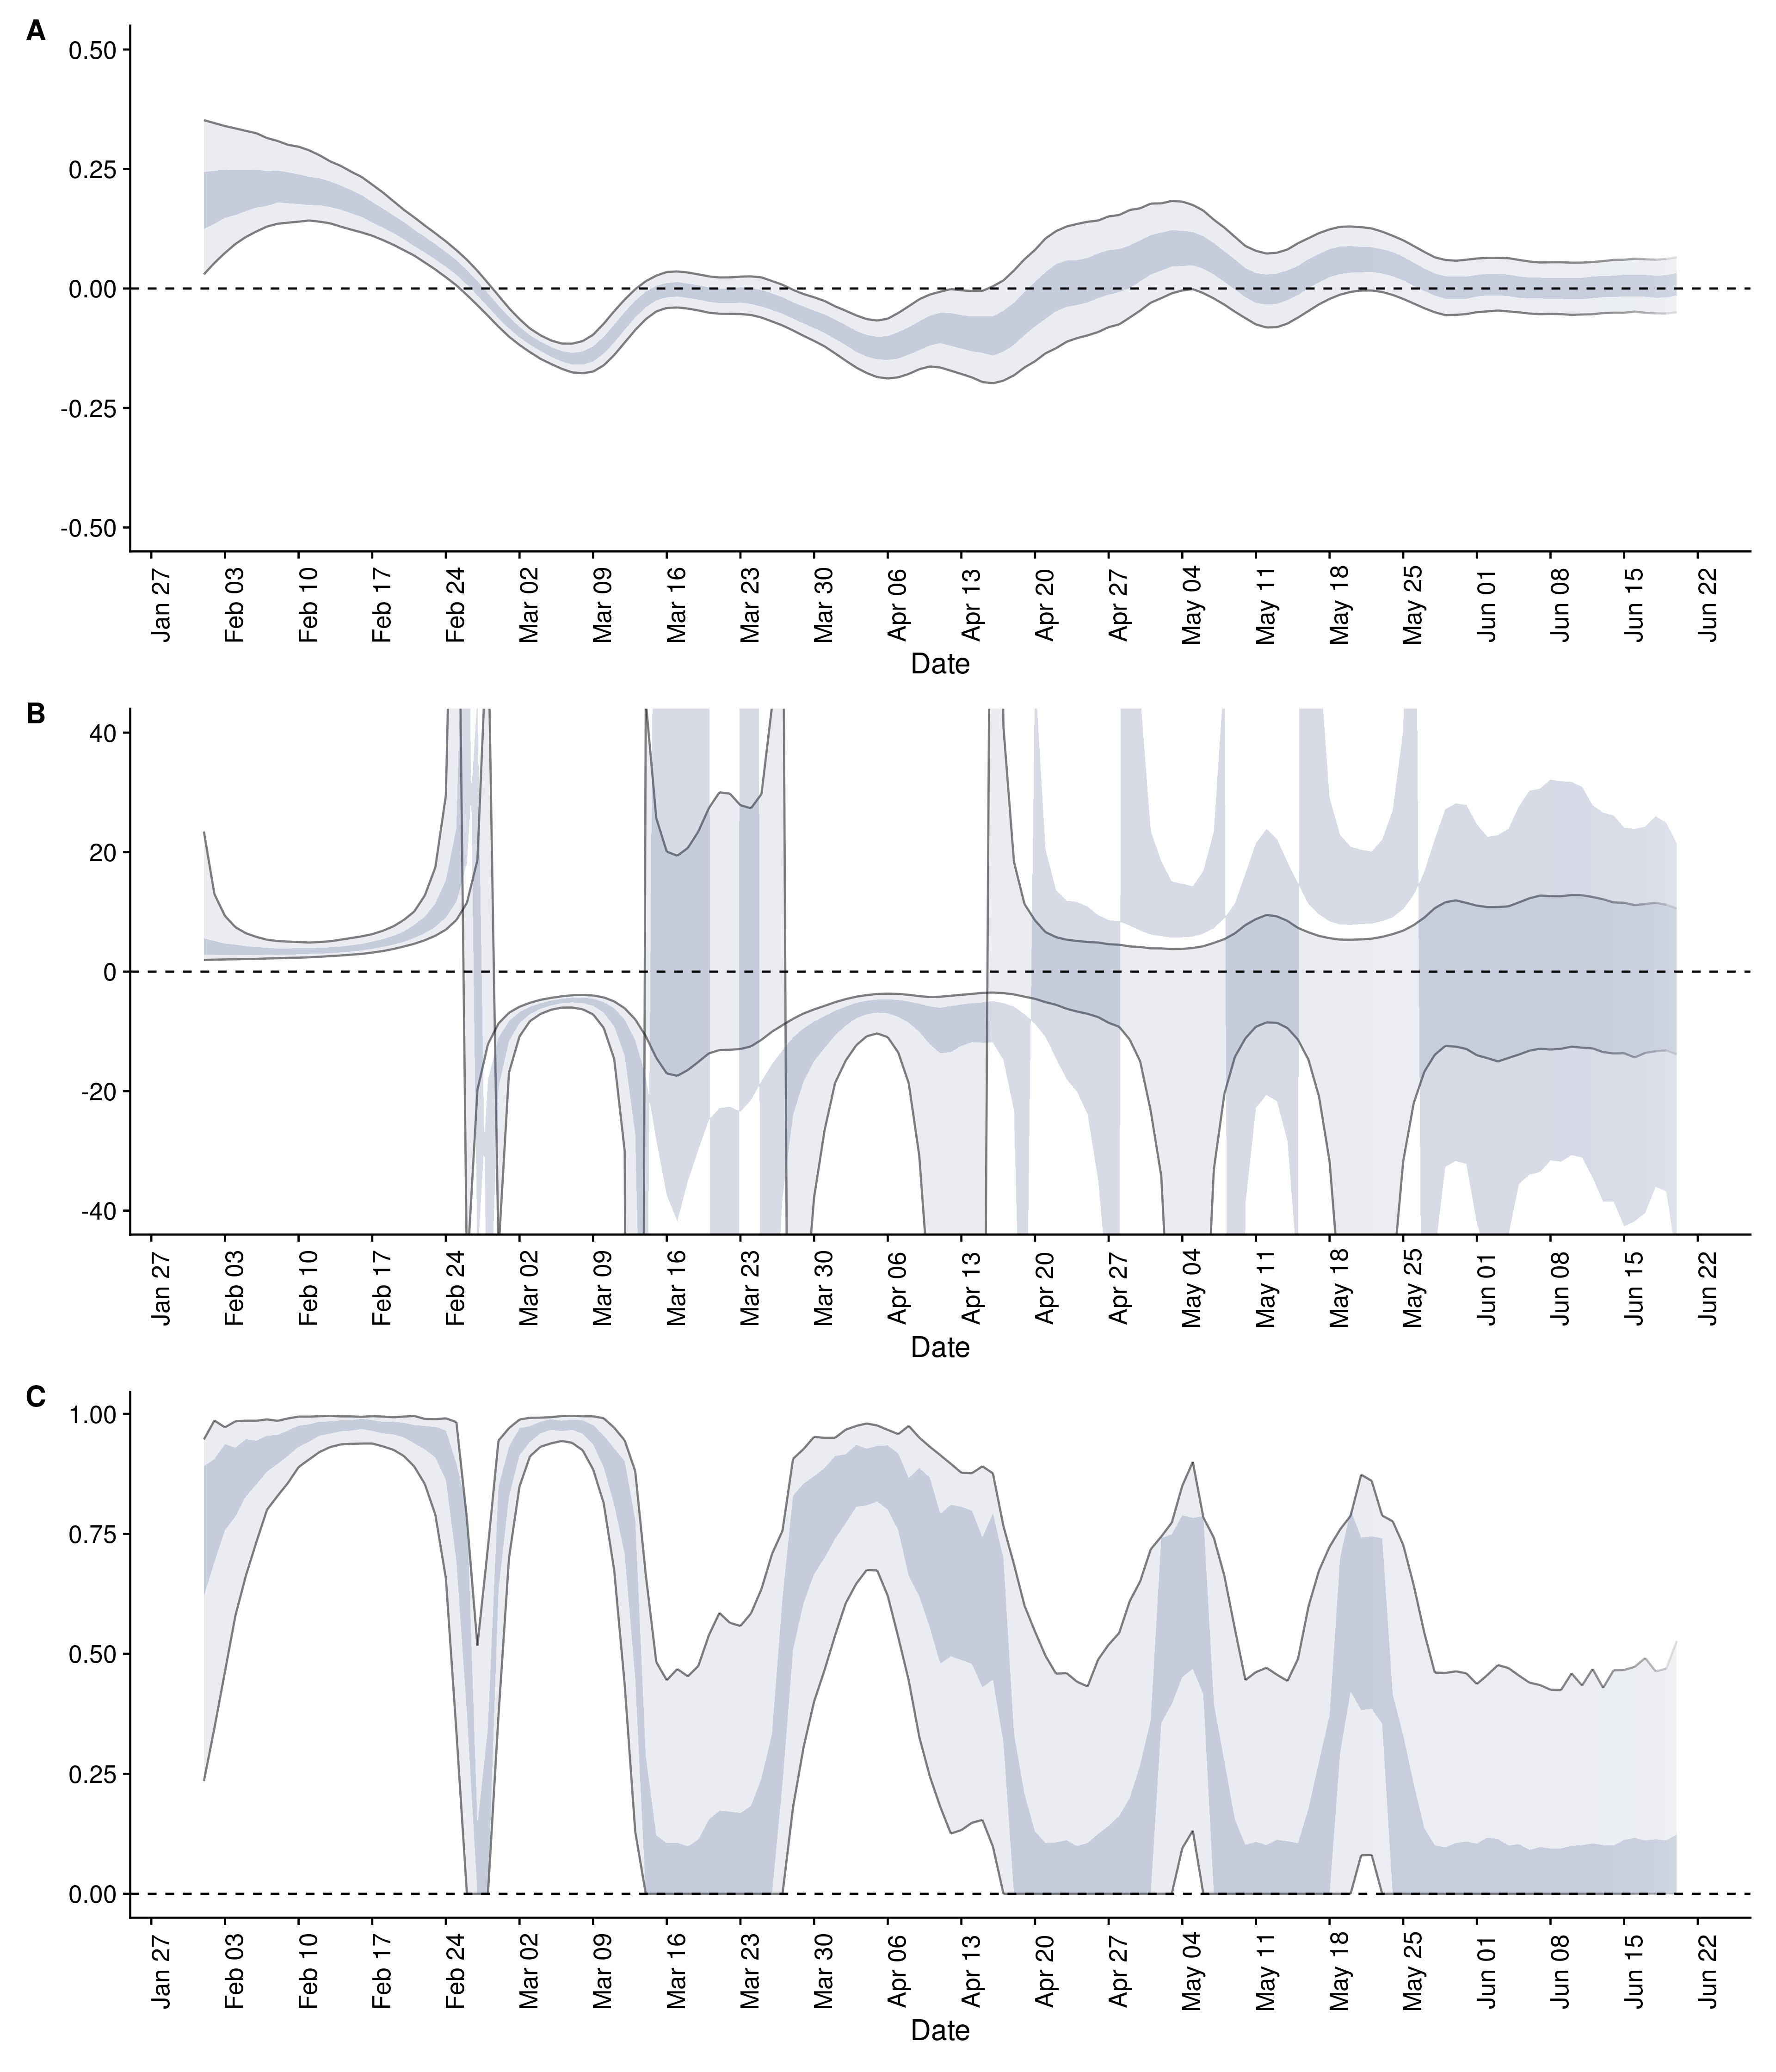 A
0.50
0.25
0.00
-0.25
-0.50
Jan 27
Feb 03
Feb 10
Feb 17
Feb 24
Mar 02
Mar 09
Mar 16
Mar 23
Mar 30
Apr 06
Apr 13
Apr 20
Apr 27
May 04
May 11
May 18
May 25
Jun 01
Jun 08
Jun 15
Jun 22
Date
B
40
20
0
-20
-40
Jan 27
Feb 03
Feb 10
Feb 17
Feb 24
Mar 02
Mar 09
Mar 16
Mar 23
Mar 30
Apr 06
Apr 13
Apr 20
Apr 27
May 04
May 11
May 18
May 25
Jun 01
Jun 08
Jun 15
Jun 22
Date
C
1.00
0.75
0.50
0.25
0.00
Jan 27
Feb 03
Feb 10
Feb 17
Feb 24
Mar 02
Mar 09
Mar 16
Mar 23
Mar 30
Apr 06
Apr 13
Apr 20
Apr 27
May 04
May 11
May 18
May 25
Jun 01
Jun 08
Jun 15
Jun 22
Date